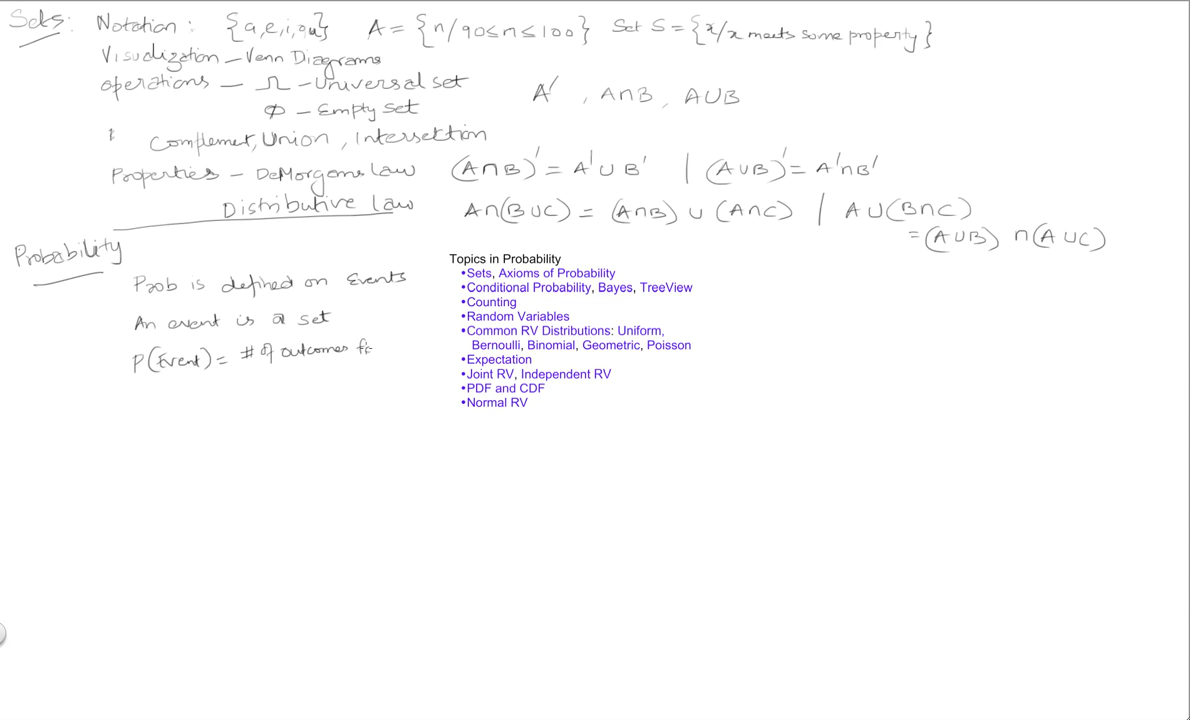 Sets: Notation: {a,e,i,o,u} A = {n/90≤n≤100} Set S = {x/x meets some property}
Visualization – Venn Diagrams
operations – Ω – Universal set
A' , A∩B, A∪B
Φ – Empty set
Complemet, Union, Intersection
Properties – DeMorgans law (A∩B)' = A'∪B' | (A∪B)' = A'∩B'
Distributive Law A∩(B∪C) = (A∩B) ∪ (A∩C) | A∪(B∩C)
= (A∪B) ∩ (A∪C)
Probability
Prob is defined on Events
An event is a set
P(Event) = # of outcomes
Topics in Probability
•Sets, Axioms of Probability
•Conditional Probability, Bayes, TreeView
•Counting
•Random Variables
•Common RV Distributions: Uniform,
Bernoulli, Binomial, Geometric, Poisson
•Expectation
•Joint RV, Independent RV
•PDF and CDF
•Normal RV